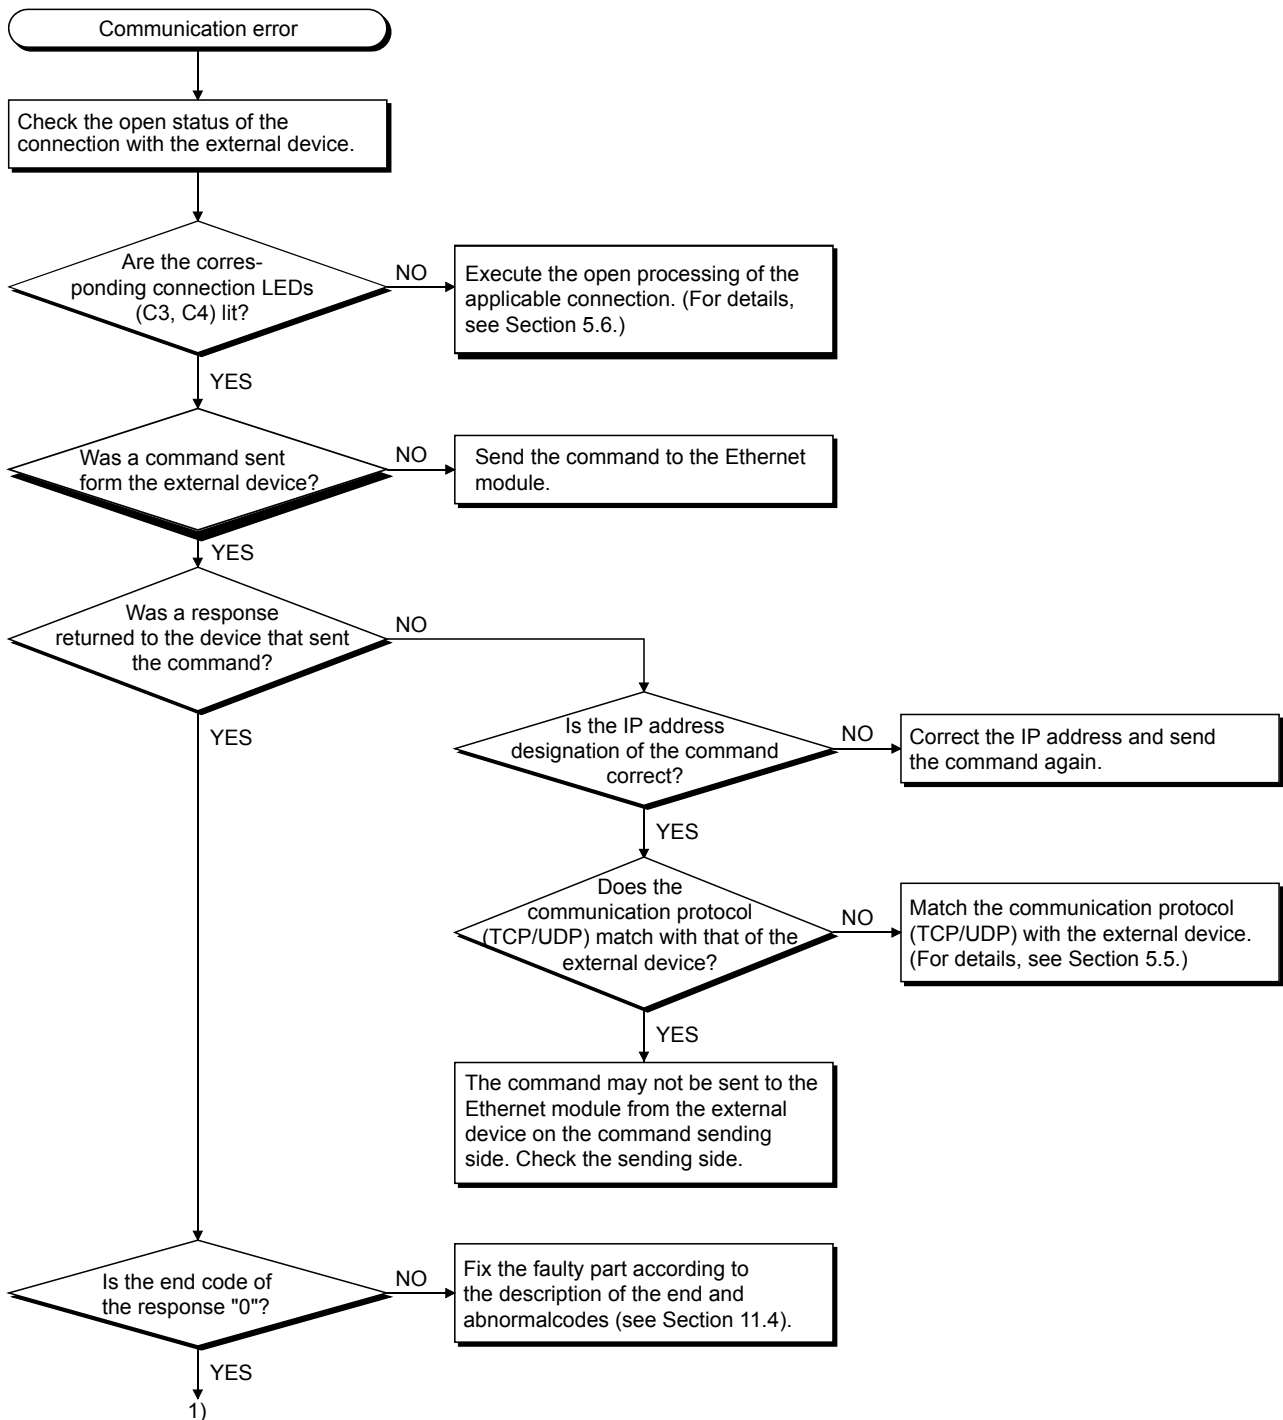 Communication error
Check the open status of the
connection with the external device.
Are the corres-
ponding connection LEDs
(C3, C4) lit?
NO
Execute the open processing of the
applicable connection. (For details,
see Section 5.6.)
YES
Was a command sent
form the external device?
NO
Send the command to the Ethernet
module.
YES
Was a response
returned to the device that sent
the command?
NO
YES
Is the IP address
designation of the command
correct?
NO
Correct the IP address and send
the command again.
YES
Does the
communication protocol
(TCP/UDP) match with that of the
external device?
NO
Match the communication protocol
(TCP/UDP) with the external device.
(For details, see Section 5.5.)
YES
The command may not be sent to the
Ethernet module from the external
device on the command sending
side. Check the sending side.
Is the end code of
the response "0"?
NO
Fix the faulty part according to
the description of the end and
abnormalcodes (see Section 11.4).
YES
1)